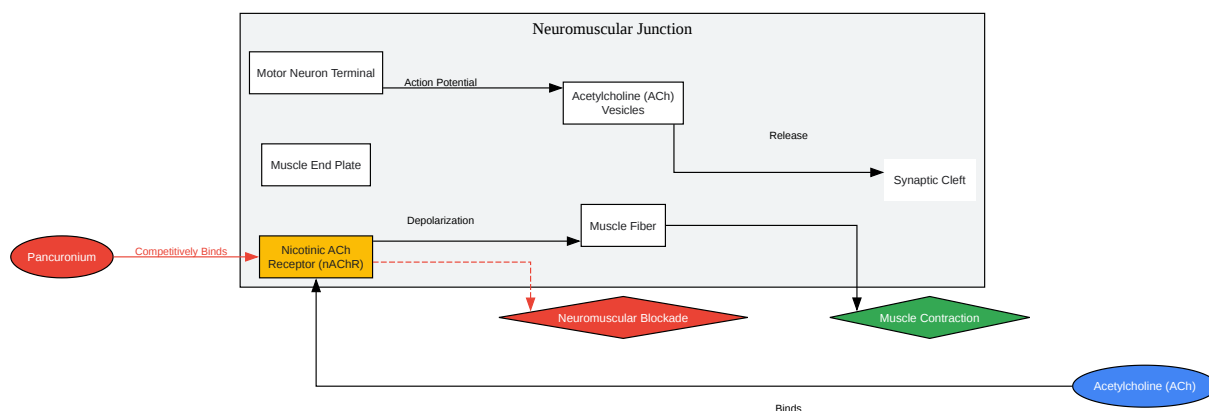 Neuromuscular Junction
Motor Neuron Terminal
Action Potential
Acetylcholine (ACh)
Vesicles
Release
Muscle End Plate
Synaptic Cleft
Depolarization
Muscle Fiber
Pancuronium
Competitively Binds
Nicotinic ACh
Receptor (nAChR)
Neuromuscular Blockade
Muscle Contraction
Acetylcholine (ACh)
Binds